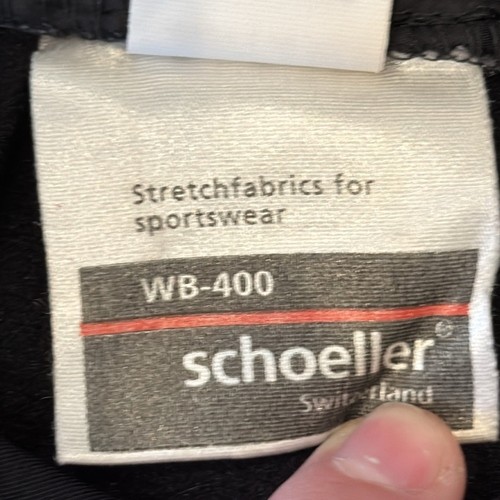 Stretchfabrics for
sportswear
WB-400
schoeller®
Switzerland